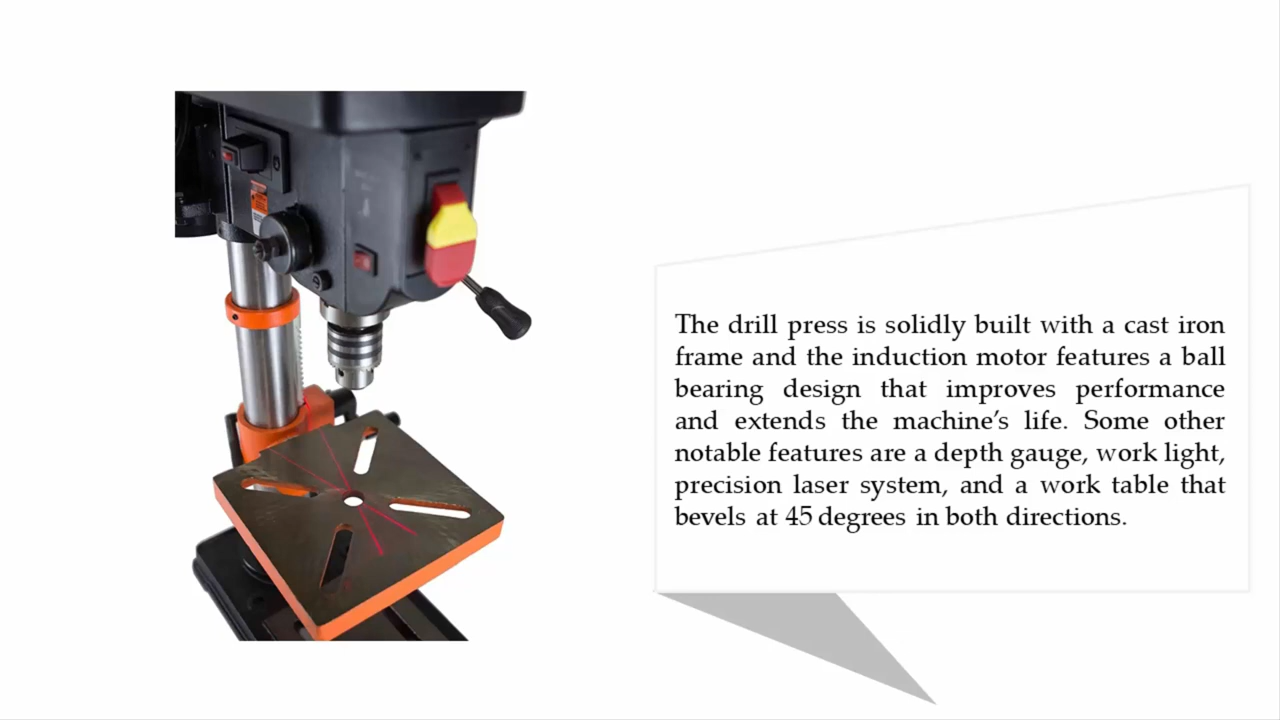 The drill press is solidly built with a cast iron
frame and the induction motor features a ball
bearing design that improves performance
and extends the machine’s life. Some other
notable features are a depth gauge, work light,
precision laser system, and a work table that
bevels at 45 degrees in both directions.